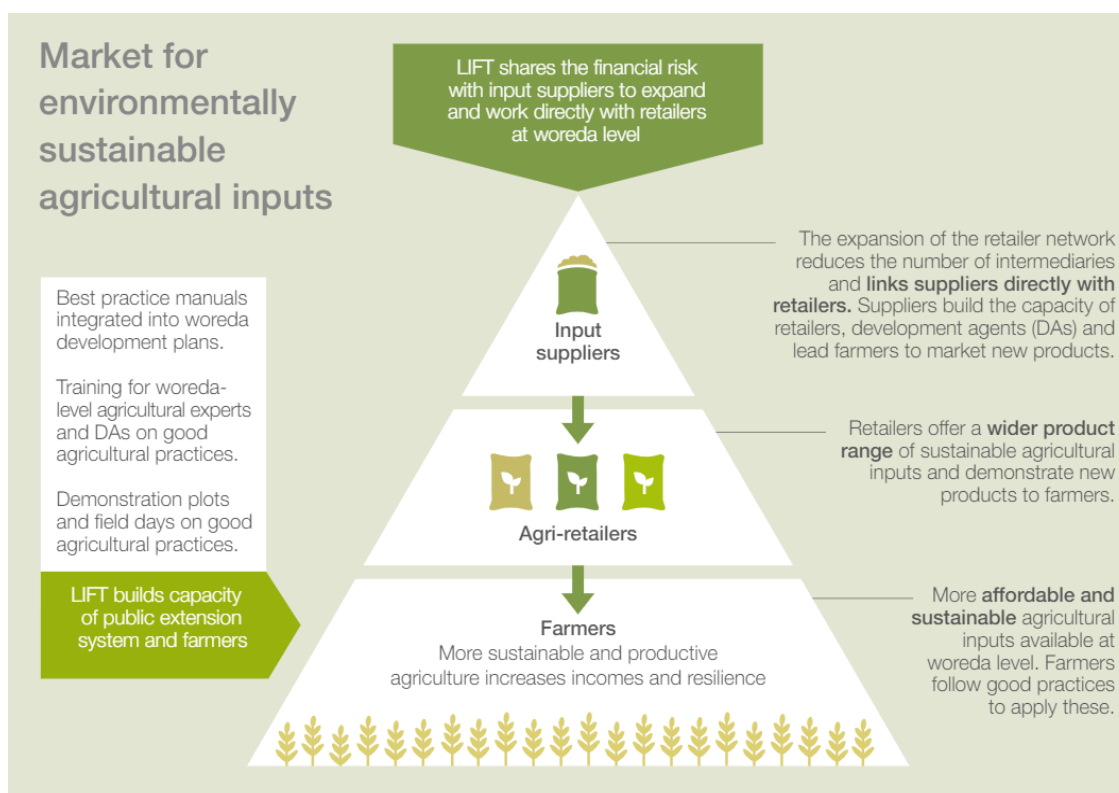 Market for
environmentally
sustainable
agricultural inputs
LIFT shares the financial risk
with input suppliers to expand
and work directly with retailers
at woreda level
Best practice manuals
integrated into woreda
development plans.
Training for woreda-
level agricultural experts
and DAs on good
agricultural practices.
Demonstration plots
and field days on good
agricultural practices.
LIFT builds capacity
of public extension
system and farmers
Input
suppliers
The expansion of the retailer network
reduces the number of intermediaries
and links suppliers directly with
retailers. Suppliers build the capacity of
retailers, development agents (DAs) and
lead farmers to market new products.
Agri-retailers
Retailers offer a wider product
range of sustainable agricultural
inputs and demonstrate new
products to farmers.
Farmers
More sustainable and productive
agriculture increases incomes and resilience
More affordable and
sustainable agricultural
inputs available at
woreda level. Farmers
follow good practices
to apply these.